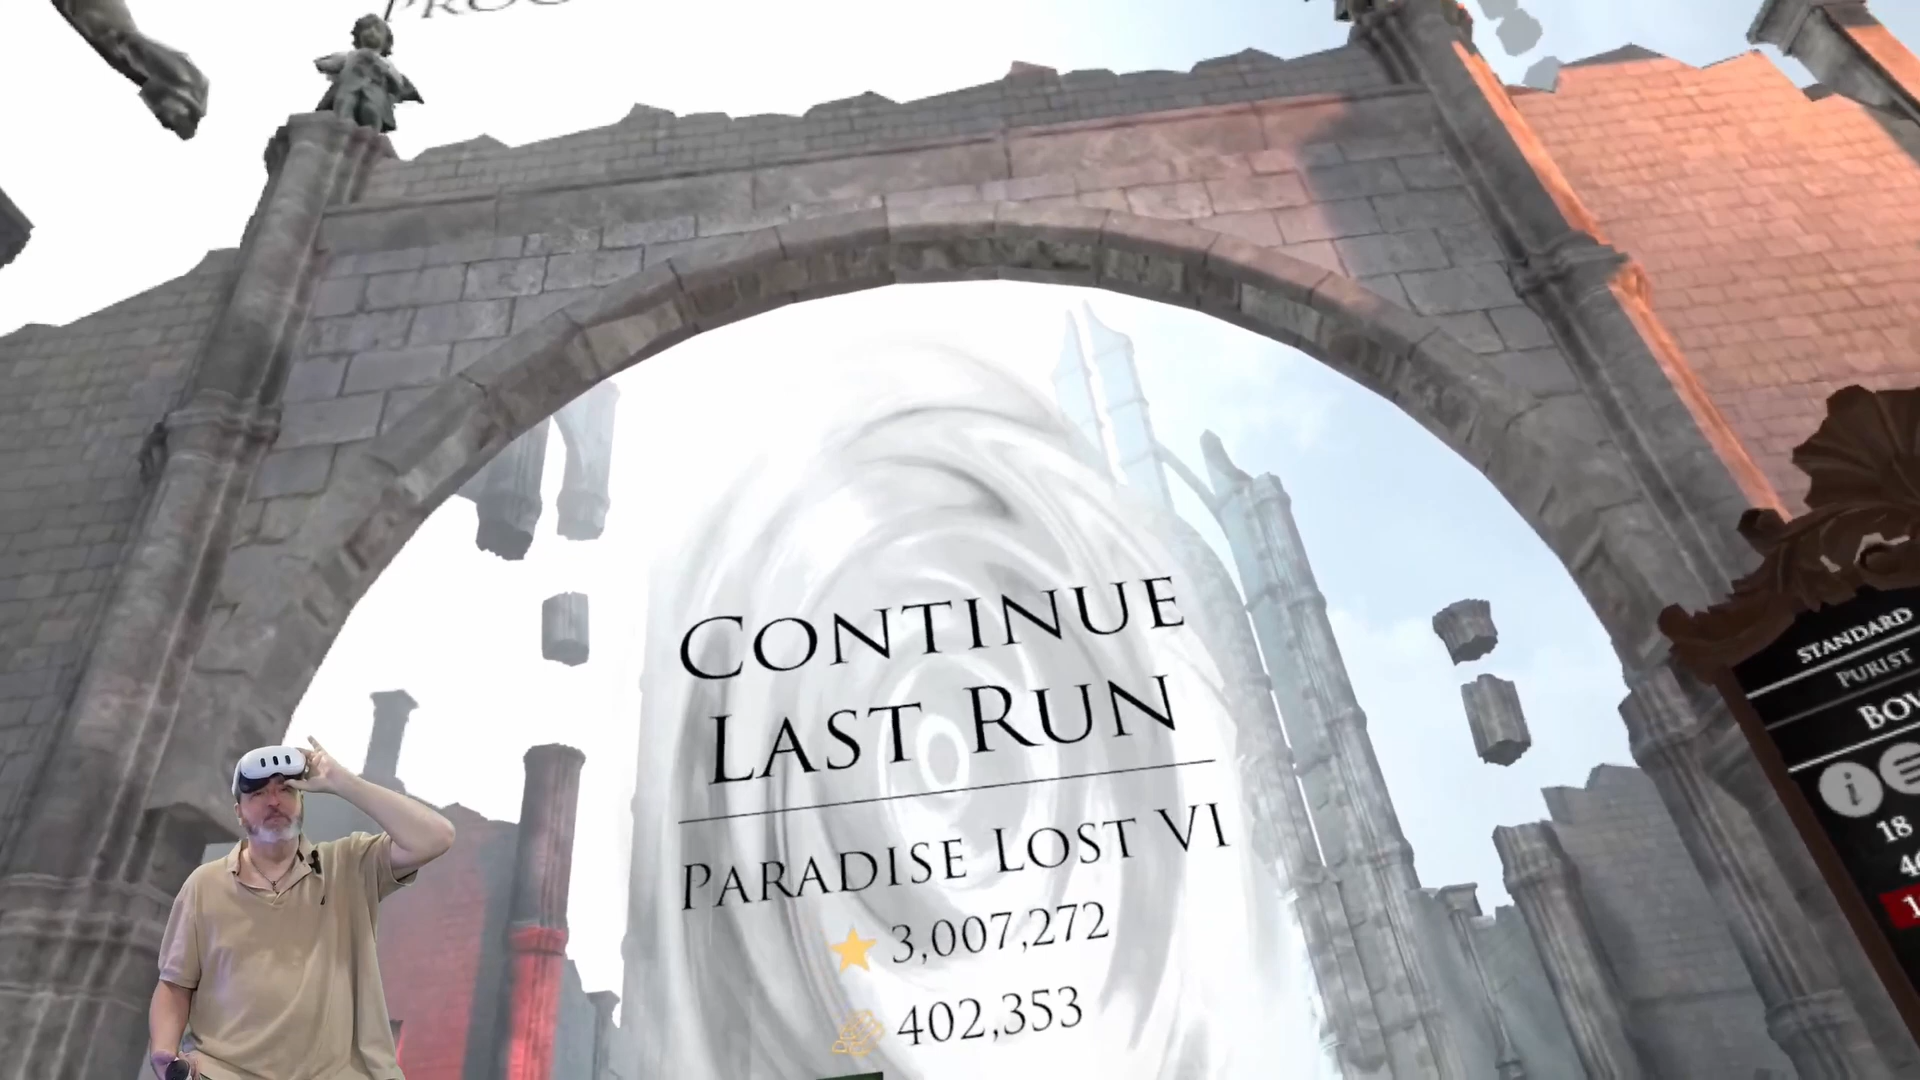 CONTINUE
LAST RUN
PARADISE LOST VI
3,007,272
402,353
STANDARD
PURIST
18